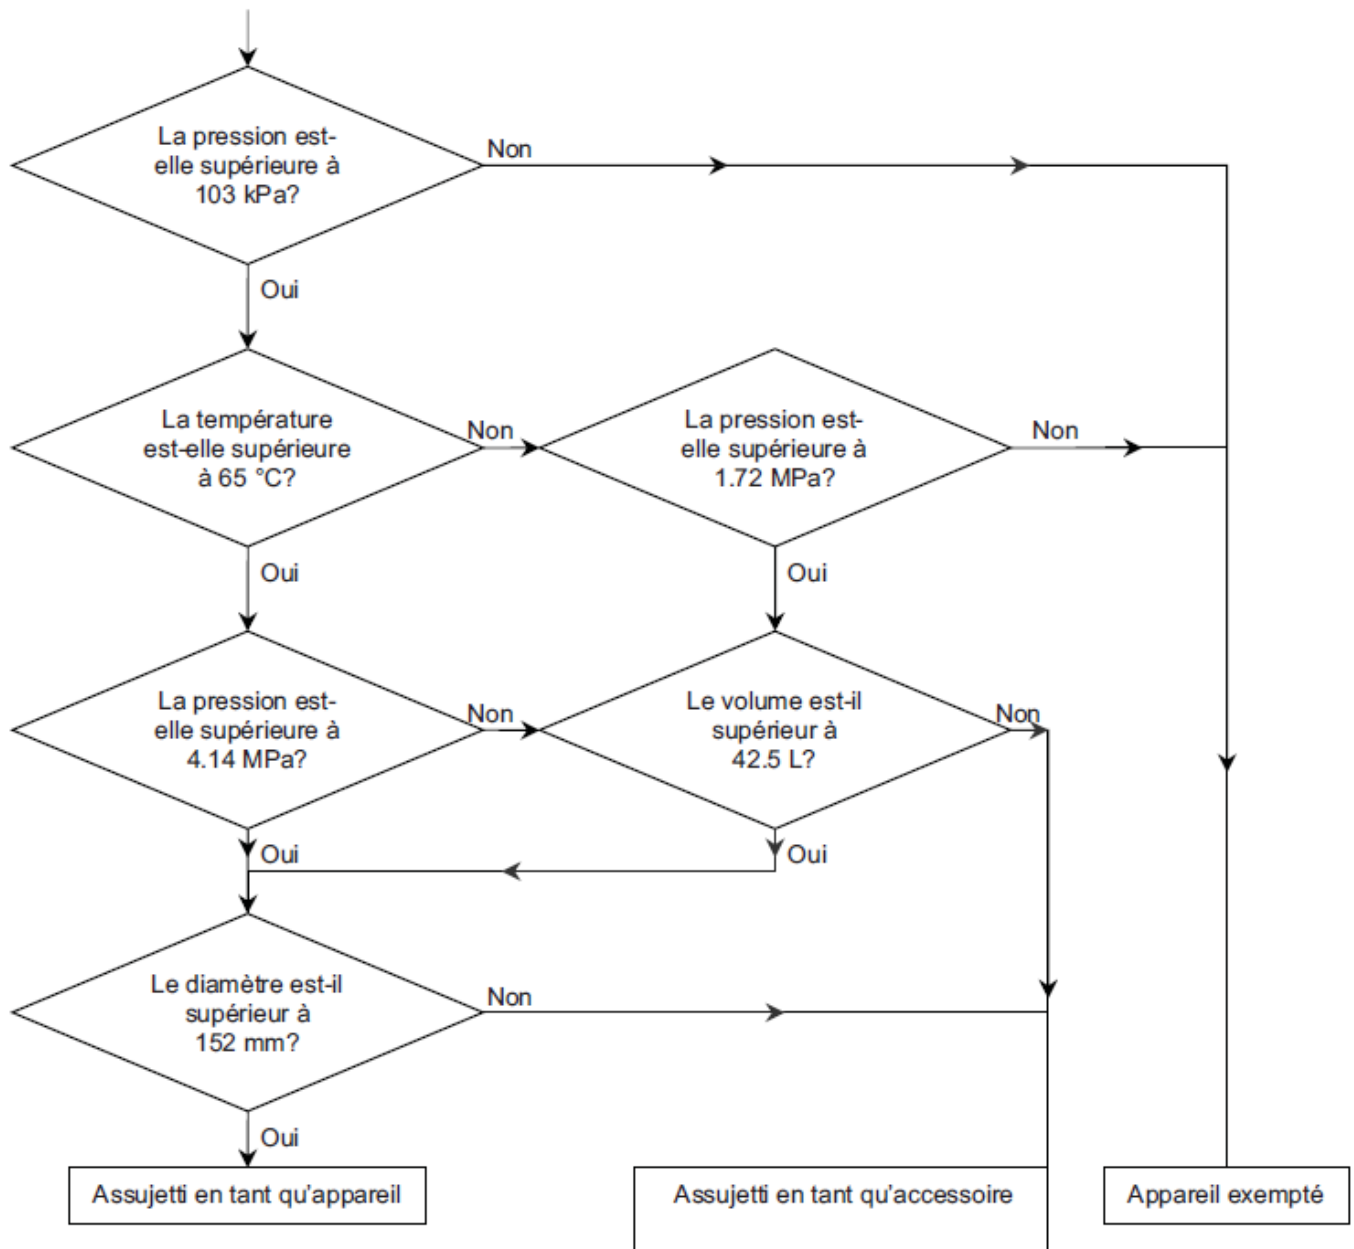 La pression est-
elle supérieure à
103 kPa?
Non
Oui
La température
est-elle supérieure
à 65 °C?
Non
La pression est-
elle supérieure à
1.72 MPa?
Non
Oui
Oui
La pression est-
elle supérieure à
4.14 MPa?
Non
Le volume est-il
supérieur à
42.5 L?
Non
Oui
Oui
Le diamètre est-il
supérieur à
152 mm?
Non
Oui
Assujetti en tant qu'appareil
Assujetti en tant qu'accessoire
Appareil exempté